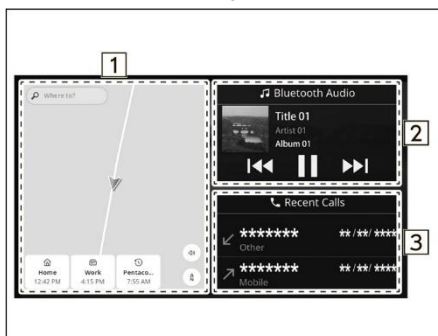 1
Where to?
Home
12:42 PM
Work
4:15 PM
Pentaco...
7:55 AM
Bluetooth Audio
Title 01
Artist 01
Album 01
2
Recent Calls
******* **/**/****
Other
******* **/**/****
Mobile
3